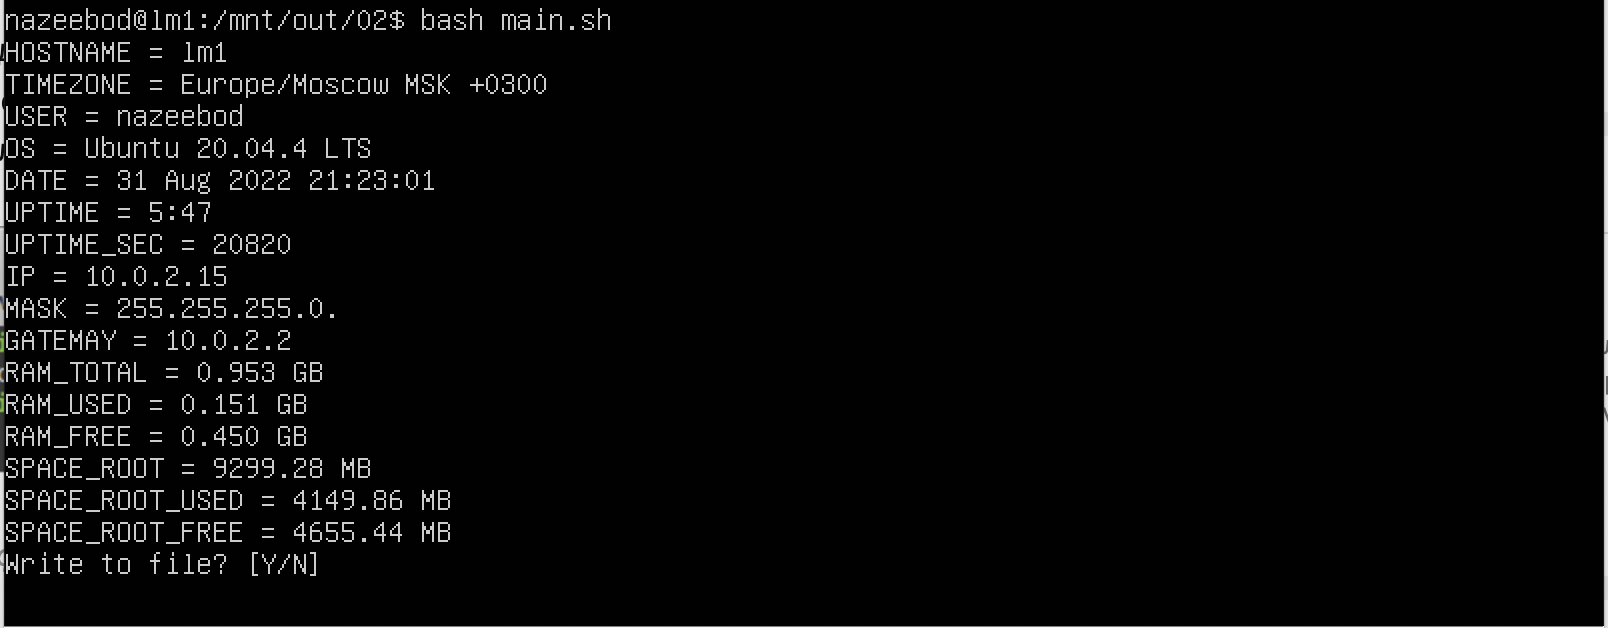 nazeebod@lm1:/mnt/out/02$ bash main.sh
HOSTNAME = lm1
TIMEZONE = Europe/Moscow MSK +0300
USER = nazeebod
OS = Ubuntu 20.04.4 LTS
DATE = 31 Aug 2022 21:23:01
UPTIME = 5:47
UPTIME_SEC = 20820
IP = 10.0.2.15
MASK = 255.255.255.0.
GATEMAY = 10.0.2.2
RAM_TOTAL = 0.953 GB
RAM_USED = 0.151 GB
RAM_FREE = 0.450 GB
SPACE_ROOT = 9299.28 MB
SPACE_ROOT_USED = 4149.86 MB
SPACE_ROOT_FREE = 4655.44 MB
Write to file? [Y/N]